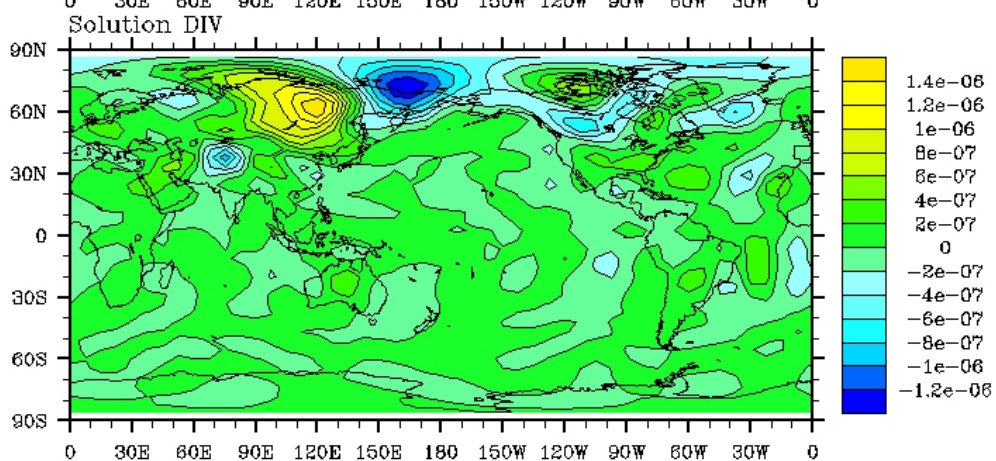 0 30E 60E 90E 120E 150E 180 150W 120W 90W 60W 30W 0
Solution DIV
90N
60N
30N
0
30S
60S
90S
0 30E 60E 90E 120E 150E 180 150W 120W 90W 60W 30W 0
1.4e-06
1.2e-06
1e-06
8e-07
6e-07
4e-07
2e-07
0
-2e-07
-4e-07
-6e-07
-8e-07
-1e-06
-1.2e-06